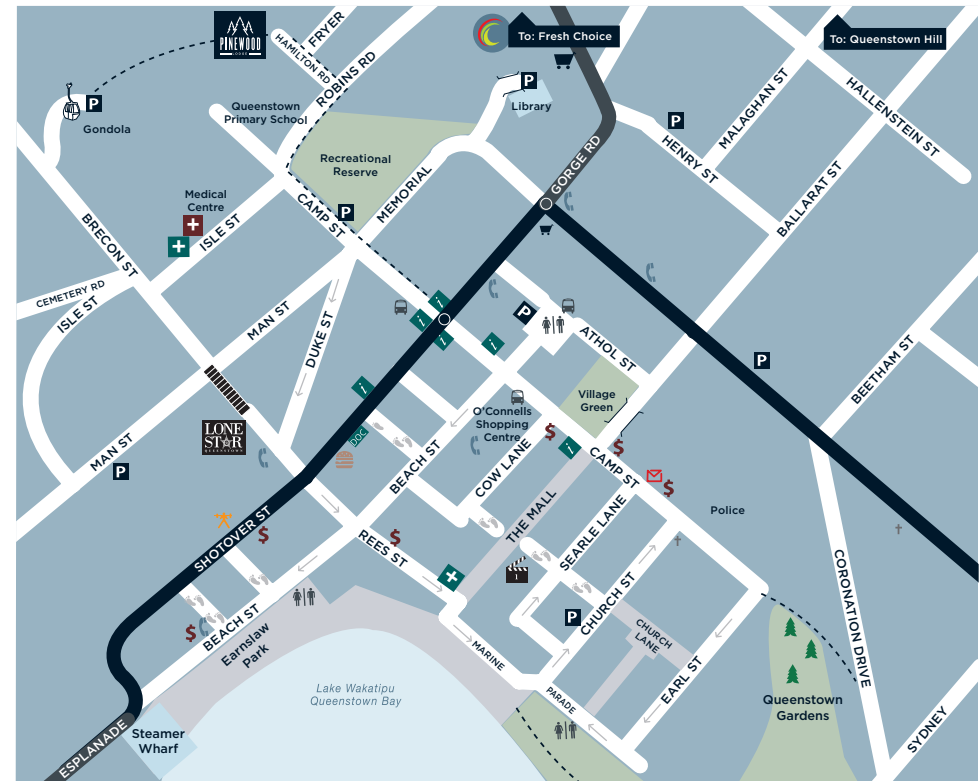 PINEWOOD
LODGE
FRYER
HAMILTON RD
ROBINS RD
To: Fresh Choice
To: Queenstown Hill
P
Gondola
Queenstown
Primary School
P
Library
P
MALAGHAN ST
HALLENSTEIN ST
HENRY ST
Recreational
Reserve
GORGE RD
MEMORIAL
BALLARAT ST
Medical
Centre
ISLE ST
CAMP ST
P
BRECON ST
CEMETERY RD
ISLE ST
MAN ST
DUKE ST
i
i
i
i
P
ATHOL ST
P
BEETHAM ST
i
Village
Green
LONE
STAR
QUEENSTOWN
DOC
O'Connells
Shopping
Centre
$
i
$
MAN ST
P
BEACH ST
COW LANE
CAMP ST
$
THE MALL
SEARLE LANE
Police
SHOTOVER ST
$
REES ST
$
1
CORONATION DRIVE
$
BEACH ST
Earnslaw
Park
P
CHURCH ST
CHURCH
LANE
MARINE
PARADE
EARL ST
Lake Wakatipu
Queenstown Bay
Queenstown
Gardens
SYDNEY
Steamer
Wharf
ESPLANADE